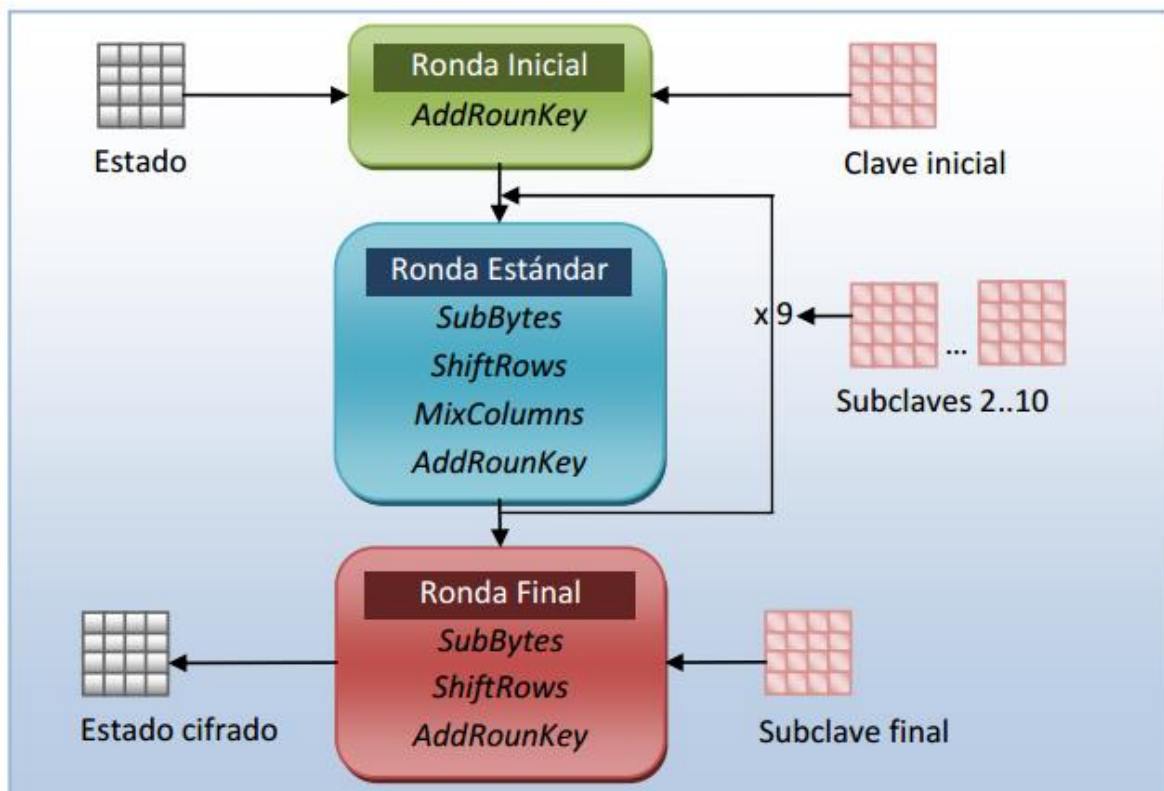 Ronda Inicial
AddRounKey
Estado
Clave inicial
Ronda Estándar
SubBytes
ShiftRows
MixColumns
AddRounKey
x 9
...
Subclaves 2..10
Ronda Final
SubBytes
ShiftRows
AddRounKey
Estado cifrado
Subclave final